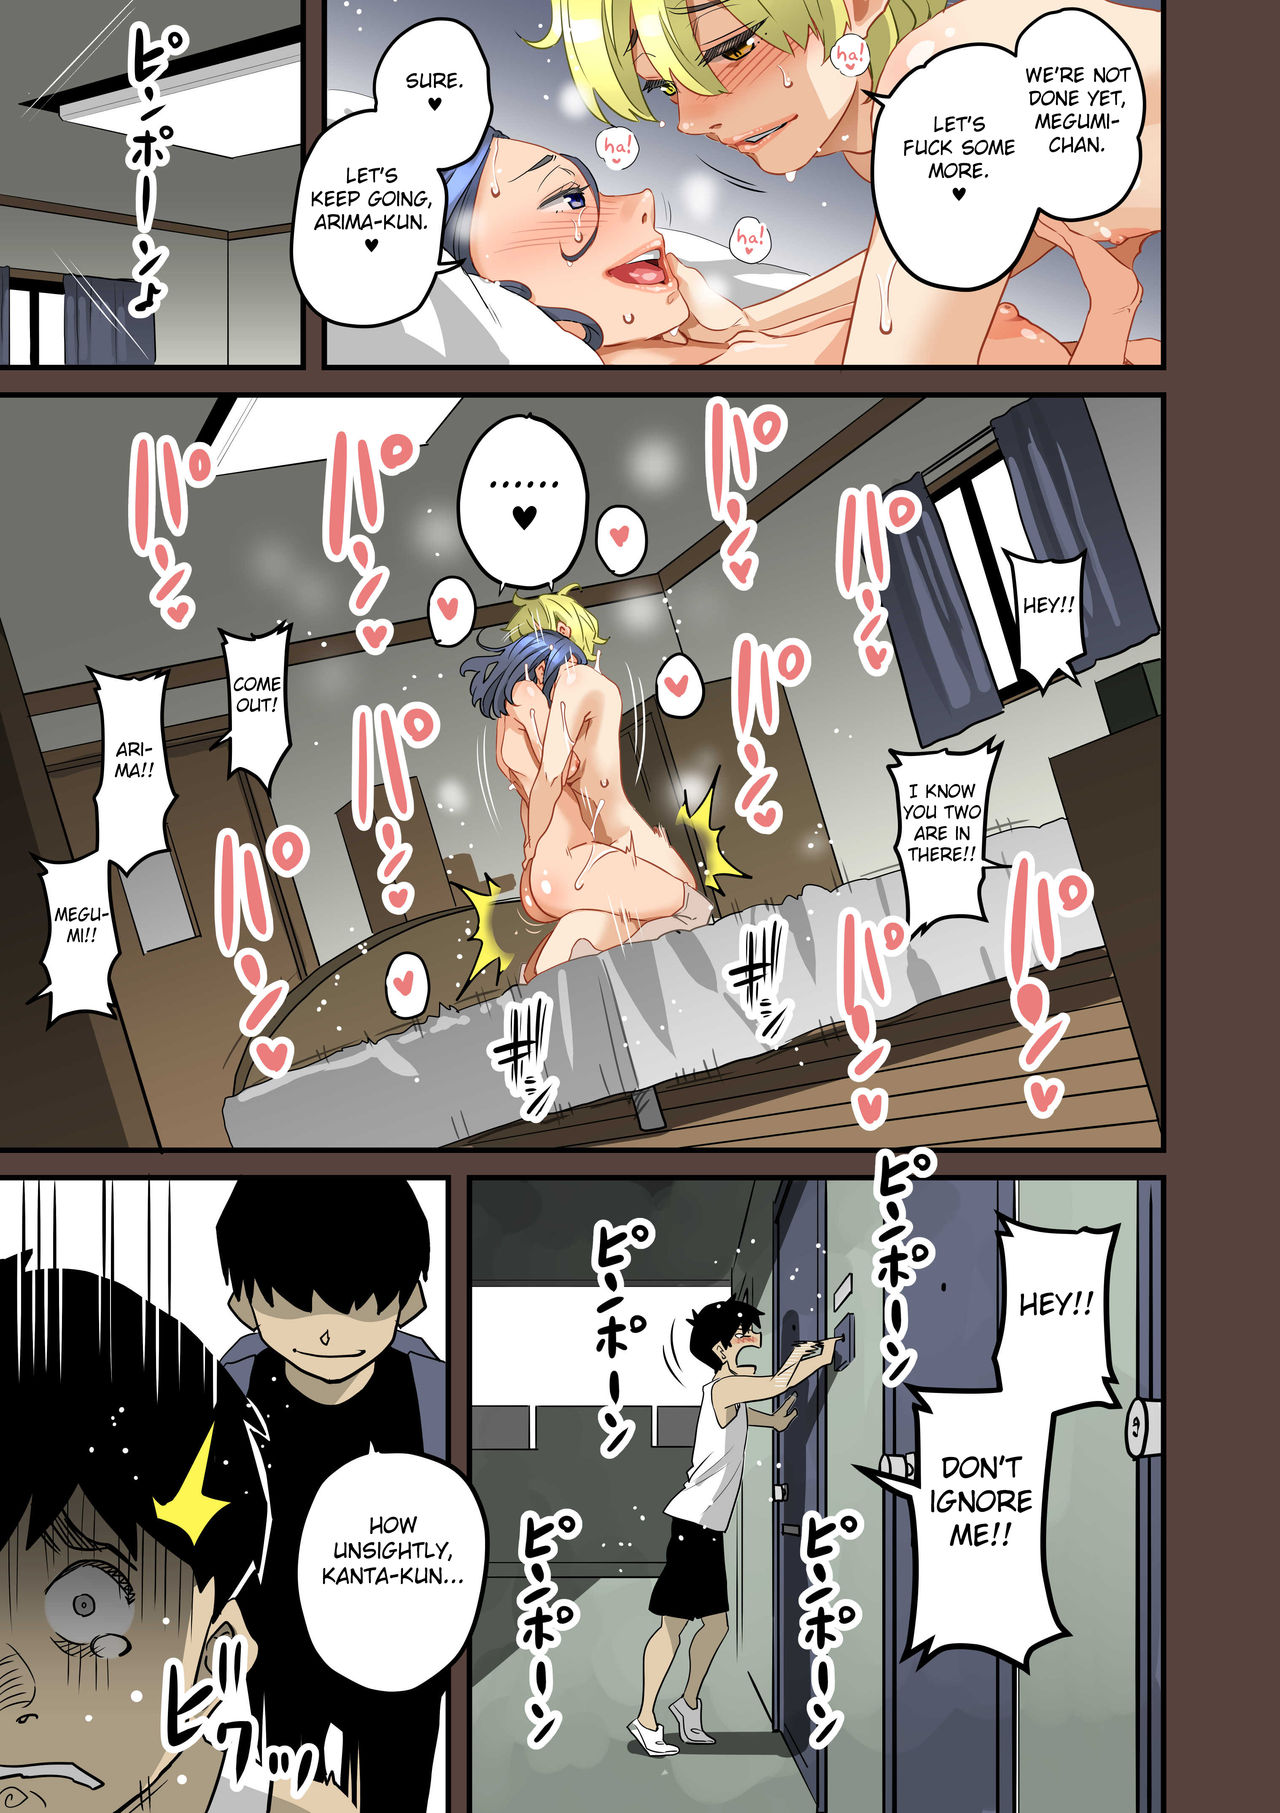 WE'RE NOT
DONE YET,
MEGUMI-
CHAN.
LET'S
FUCK SOME
MORE.
♥
ha!
ha!
ha!
SURE.
♥
LET'S
KEEP GOING,
ARIMA-KUN.
♥
ピンポーン♪
パンパンパン♥
パンパン♥
パンパン♥
パンパン♥
パンパン♥
......
♥
HEY!!
I KNOW
YOU TWO
ARE IN
THERE!!
COME
OUT!
ARI-
MA!!
MEGU-
MI!!
ギシ
ギシ
ピンポーン
ピンポーン
ピンポーン
ピンポーン
HEY!!
DON'T
IGNORE
ME!!
HOW
UNSIGHTLY,
KANTA-KUN...
ビクッッ